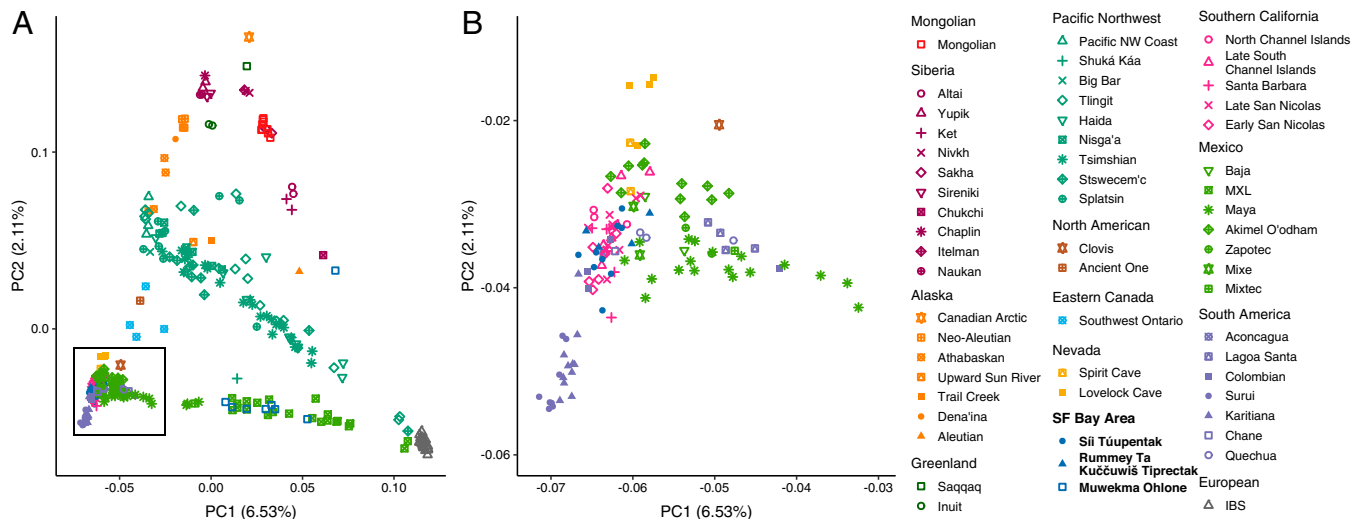 A
PC2 (2.11%)
0.1
0.0
-0.05
0.00
0.05
0.10
PC1 (6.53%)
B
PC2 (2.11%)
-0.02
-0.04
-0.06
-0.07
-0.06
-0.05
-0.04
-0.03
PC1 (6.53%)
Mongolian
Mongolian
Siberia
Altai
Yupik
Ket
Nivkh
Sakha
Sireniki
Chukchi
Chaplin
Itelman
Naukan
Alaska
Canadian Arctic
Neo-Aleutian
Athabaskan
Upward Sun River
Trail Creek
Dena'ina
Aleutian
Greenland
Saqqaq
Inuit
Pacific Northwest
Pacific NW Coast
Shuká Káa
Big Bar
Tlingit
Haida
Nisga'a
Tsimshian
Stswecem'c
Splatsin
North American
Clovis
Ancient One
Eastern Canada
Southwest Ontario
Nevada
Spirit Cave
Lovelock Cave
SF Bay Area
Síi Túupentak
Rummey Ta
Kuččuwiš Tiprectak
Muwekma Ohlone
Southern California
North Channel Islands
Late South
Channel Islands
Santa Barbara
Late San Nicolas
Early San Nicolas
Mexico
Baja
MXL
Maya
Akimel O'odham
Zapotec
Mixe
Mixtec
South America
Aconcagua
Lagoa Santa
Colombian
Surui
Karitiana
Chane
Quechua
European
IBS